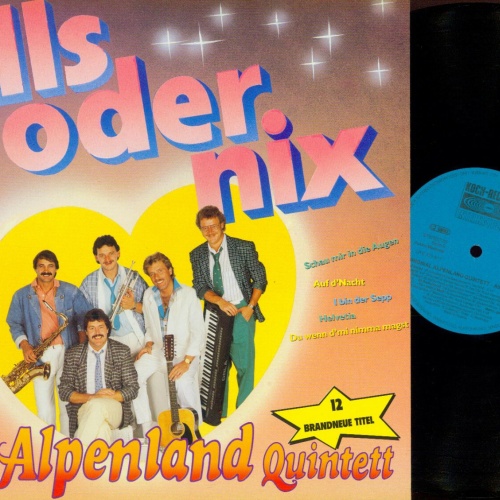 lls
oder
nix
Schau mir in die Augen
Auf d'Nacht
I bin der Sepp
Helvetia
Du wenn d'mi nimma magst
12
BRANDNEUE TITEL
Alpenland Quintett